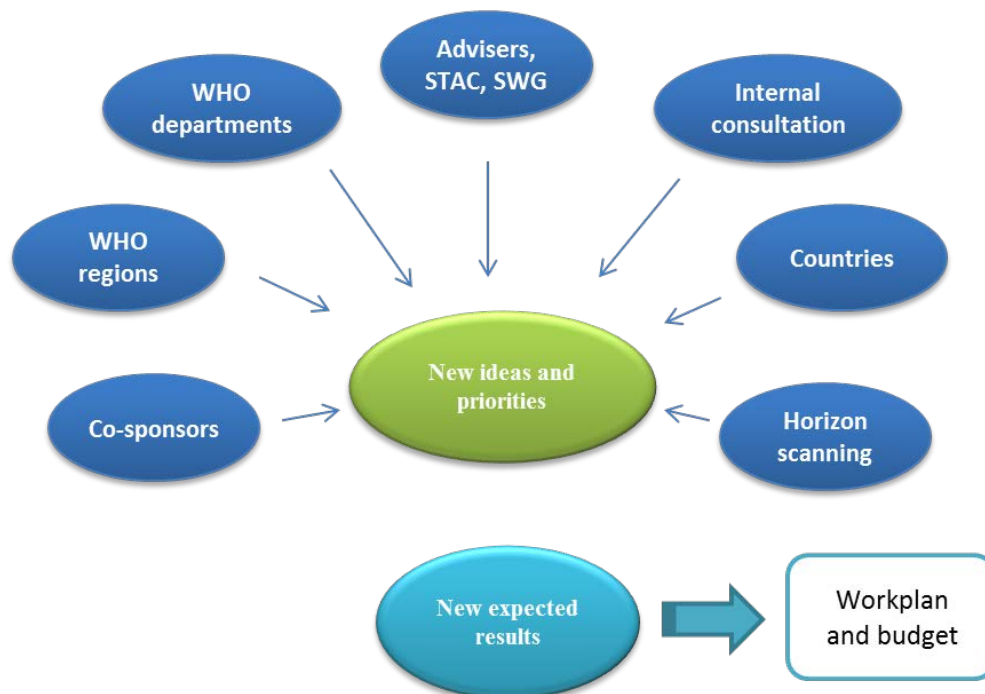 Advisers,
STAC, SWG
WHO
departments
Internal
consultation
WHO
regions
Countries
New ideas and
priorities
Co-sponsors
Horizon
scanning
New expected
results
Workplan
and budget